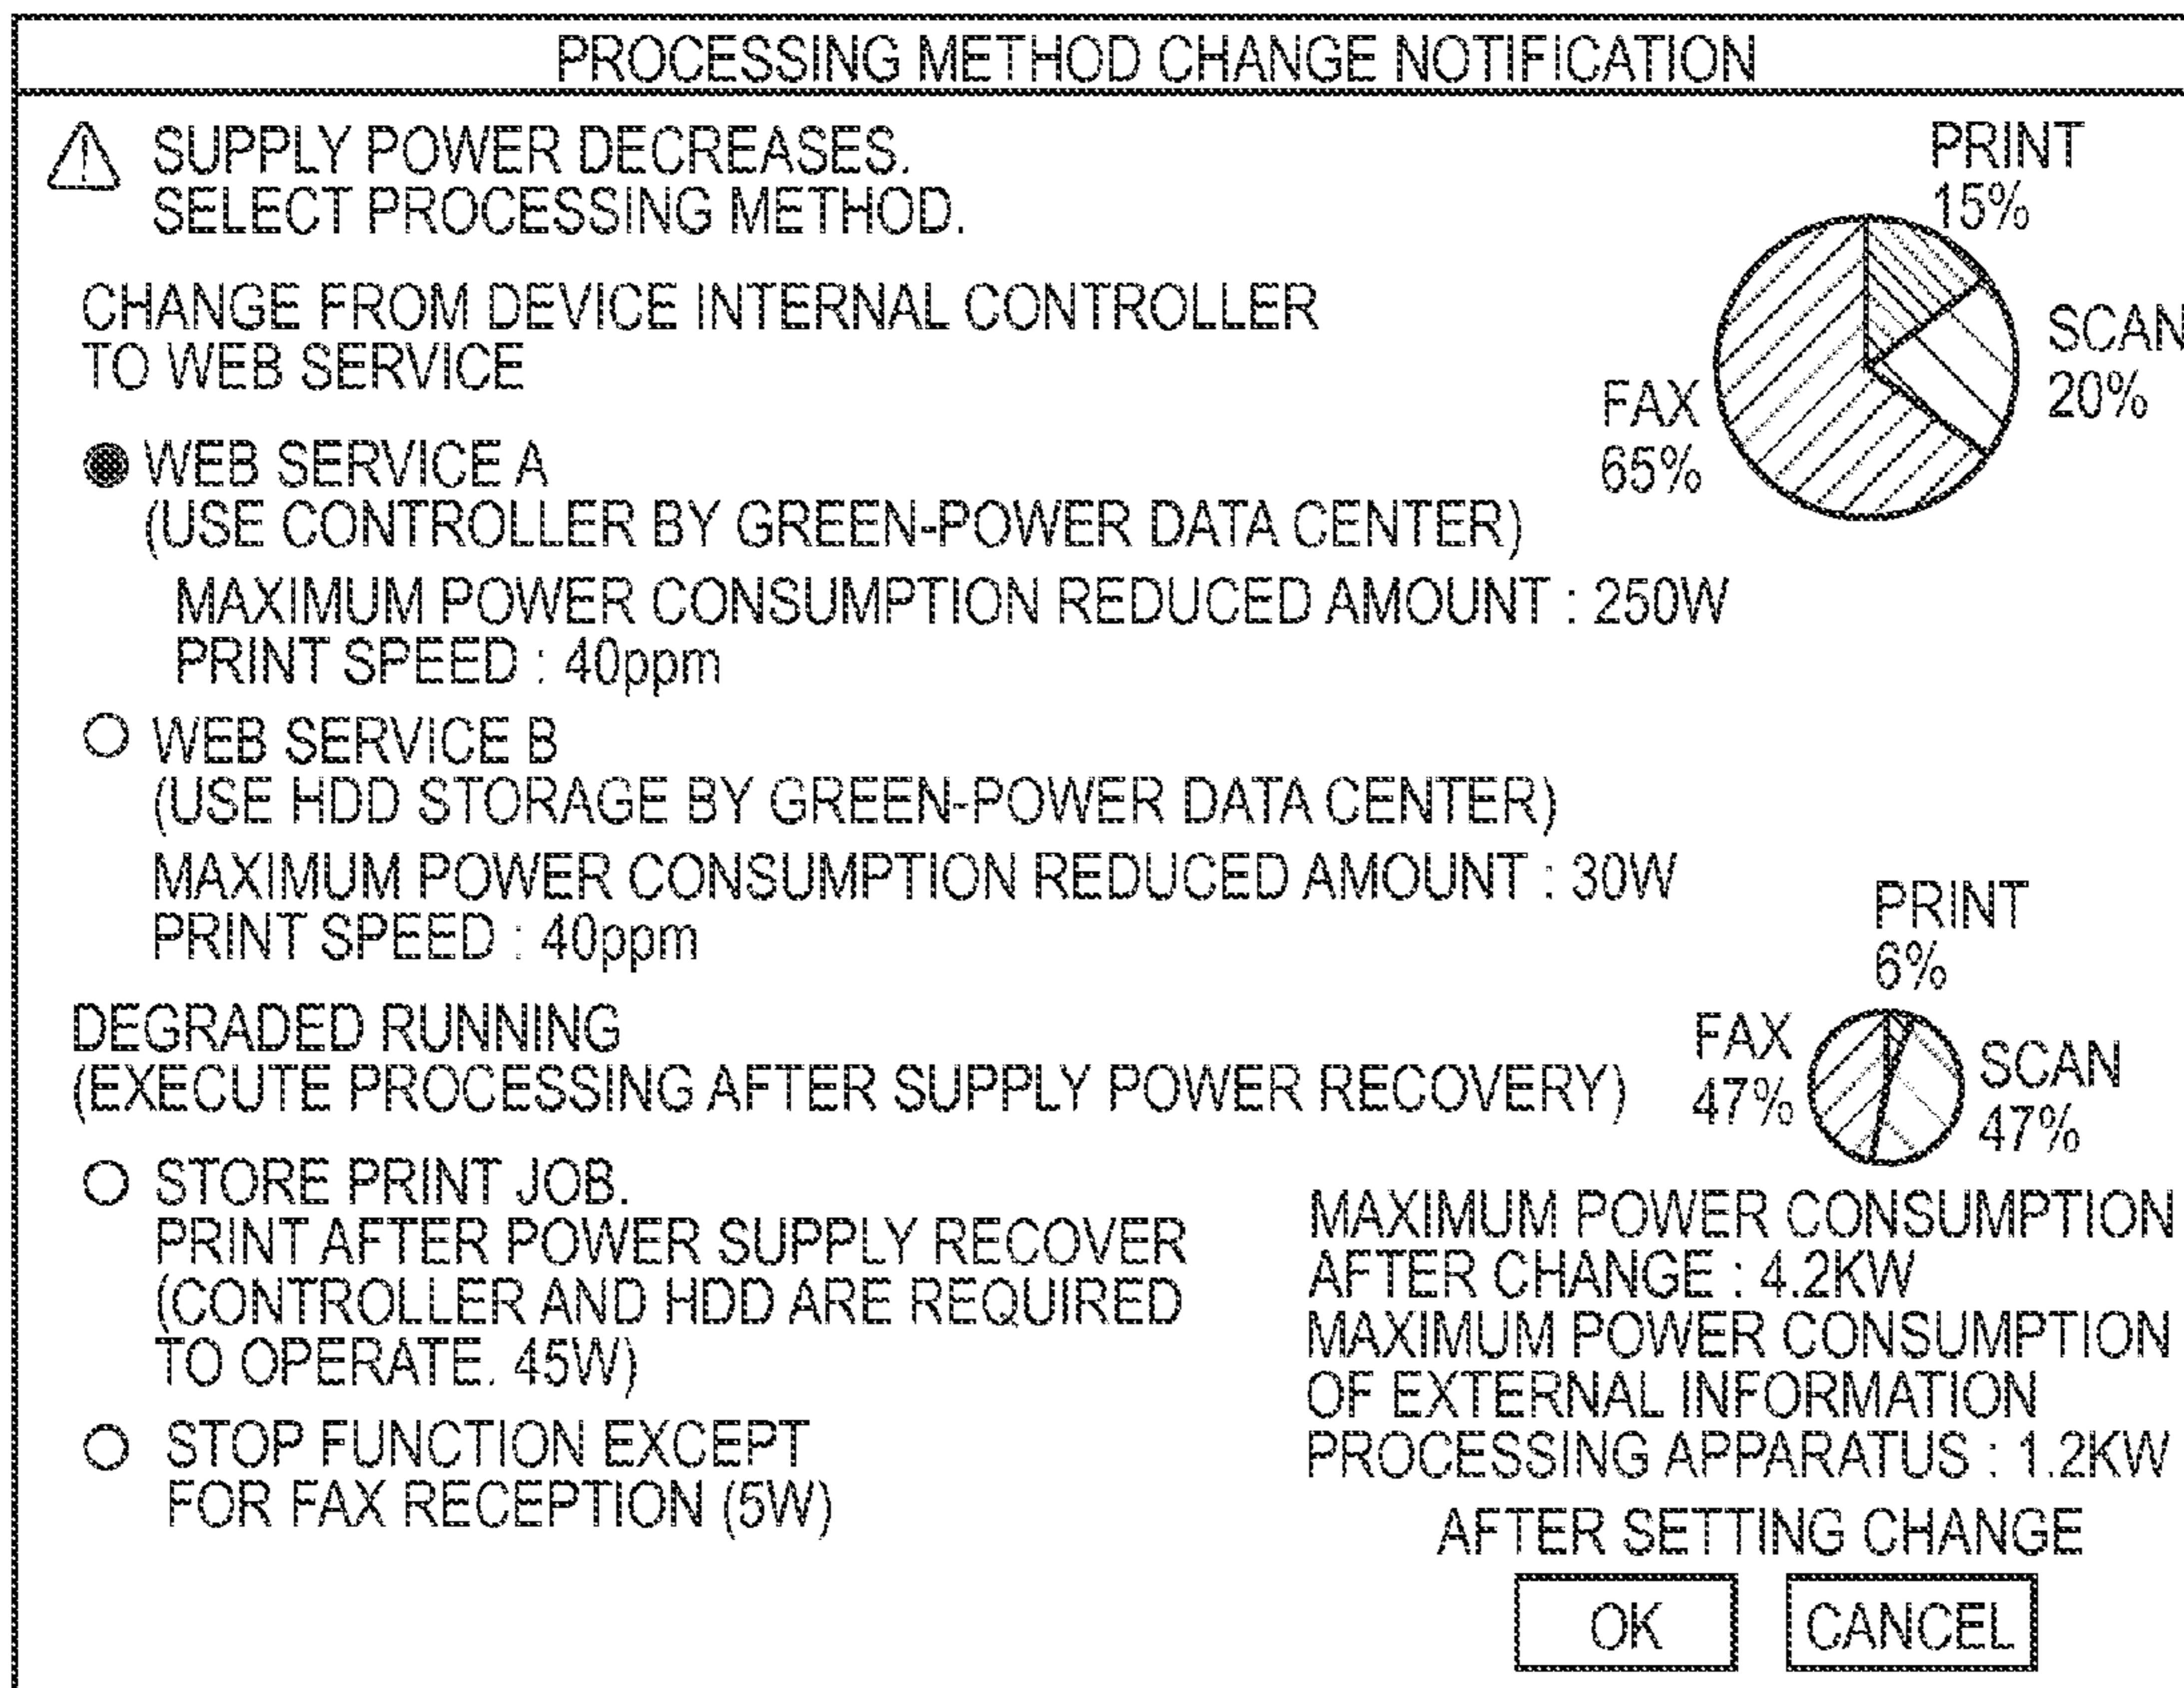 PROCESSING METHOD CHANGE NOTIFICATION
SUPPLY POWER DECREASES.
SELECT PROCESSING METHOD.
CHANGE FROM DEVICE INTERNAL CONTROLLER
TO WEB SERVICE
WEB SERVICE A
(USE CONTROLLER BY GREEN-POWER DATA CENTER)
MAXIMUM POWER CONSUMPTION REDUCED AMOUNT : 250W
PRINT SPEED : 40ppm
PRINT
15%
SCAN
20%
FAX
65%
WEB SERVICE B
(USE HDD STORAGE BY GREEN-POWER DATA CENTER)
MAXIMUM POWER CONSUMPTION REDUCED AMOUNT : 30W
PRINT SPEED : 40ppm
DEGRADED RUNNING
(EXECUTE PROCESSING AFTER SUPPLY POWER RECOVERY)
PRINT
6%
FAX
47%
SCAN
47%
STORE PRINT JOB.
PRINT AFTER POWER SUPPLY RECOVER
(CONTROLLER AND HDD ARE REQUIRED
TO OPERATE. 45W)
STOP FUNCTION EXCEPT
FOR FAX RECEPTION (5W)
MAXIMUM POWER CONSUMPTION
AFTER CHANGE : 4.2KW
MAXIMUM POWER CONSUMPTION
OF EXTERNAL INFORMATION
PROCESSING APPARATUS : 1.2KW
AFTER SETTING CHANGE
OK
CANCEL